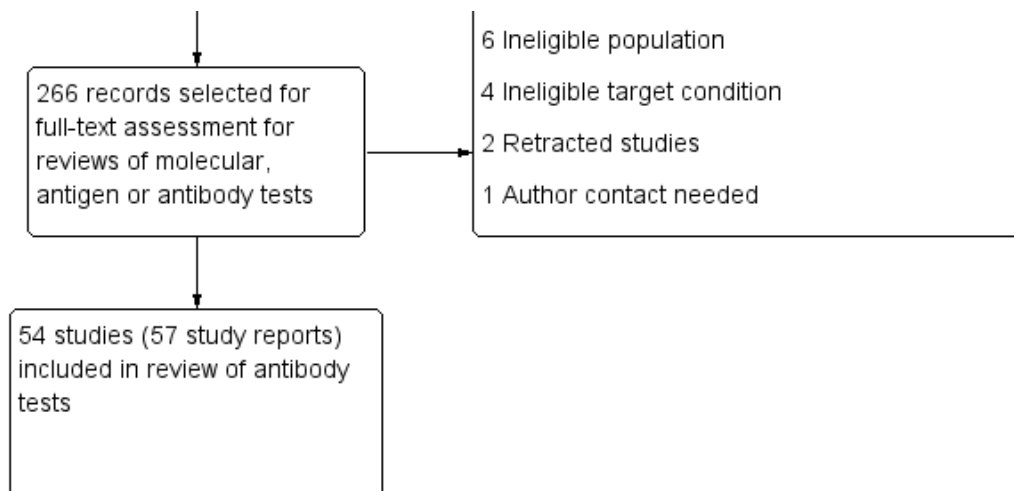 6 Ineligible population
4 Ineligible target condition
2 Retracted studies
1 Author contact needed
266 records selected for
full-text assessment for
reviews of molecular,
antigen or antibody tests
54 studies (57 study reports)
included in review of antibody
tests